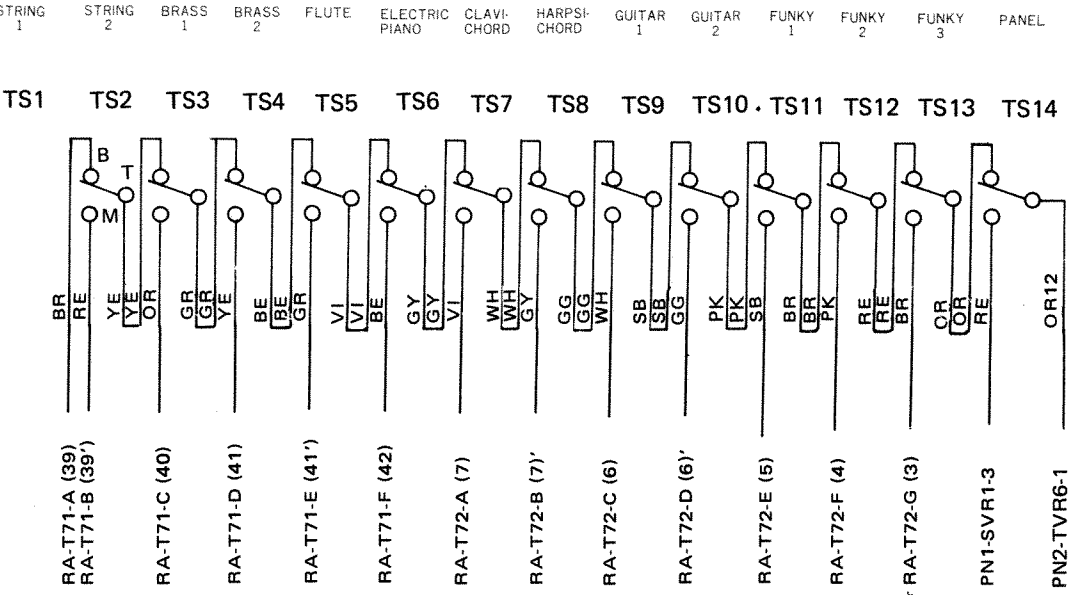 STRING 1
STRING 2
BRASS 1
BRASS 2
FLUTE
ELECTRIC PIANO
CLAVI- CHORD
HARPSI- CHORD
GUITAR 1
GUITAR 2
FUNKY 1
FUNKY 2
FUNKY 3
PANEL
TS1 TS2 TS3 TS4 TS5 TS6 TS7 TS8 TS9 TS10 . TS11 TS12 TS13 TS14
B
T
M
BR
RE
YE
YE
OR
GR
GR
YE
BE
BE
GR
VI
VI
BE
GY
GY
VI
WH
WH
GY
GG
GG
WH
SB
SB
GG
PK
PK
SB
BR
BR
PK
RE
RE
BR
OR
OR
RE
OR12
RA-T71-A (39)
RA-T71-B (39')
RA-T71-C (40)
RA-T71-D (41)
RA-T71-E (41')
RA-T71-F (42)
RA-T72-A (7)
RA-T72-B (7)'
RA-T72-C (6)
RA-T72-D (6)'
RA-T72-E (5)
RA-T72-F (4)
RA-T72-G (3)
PN1-SVR1-3
PN2-TVR6-1